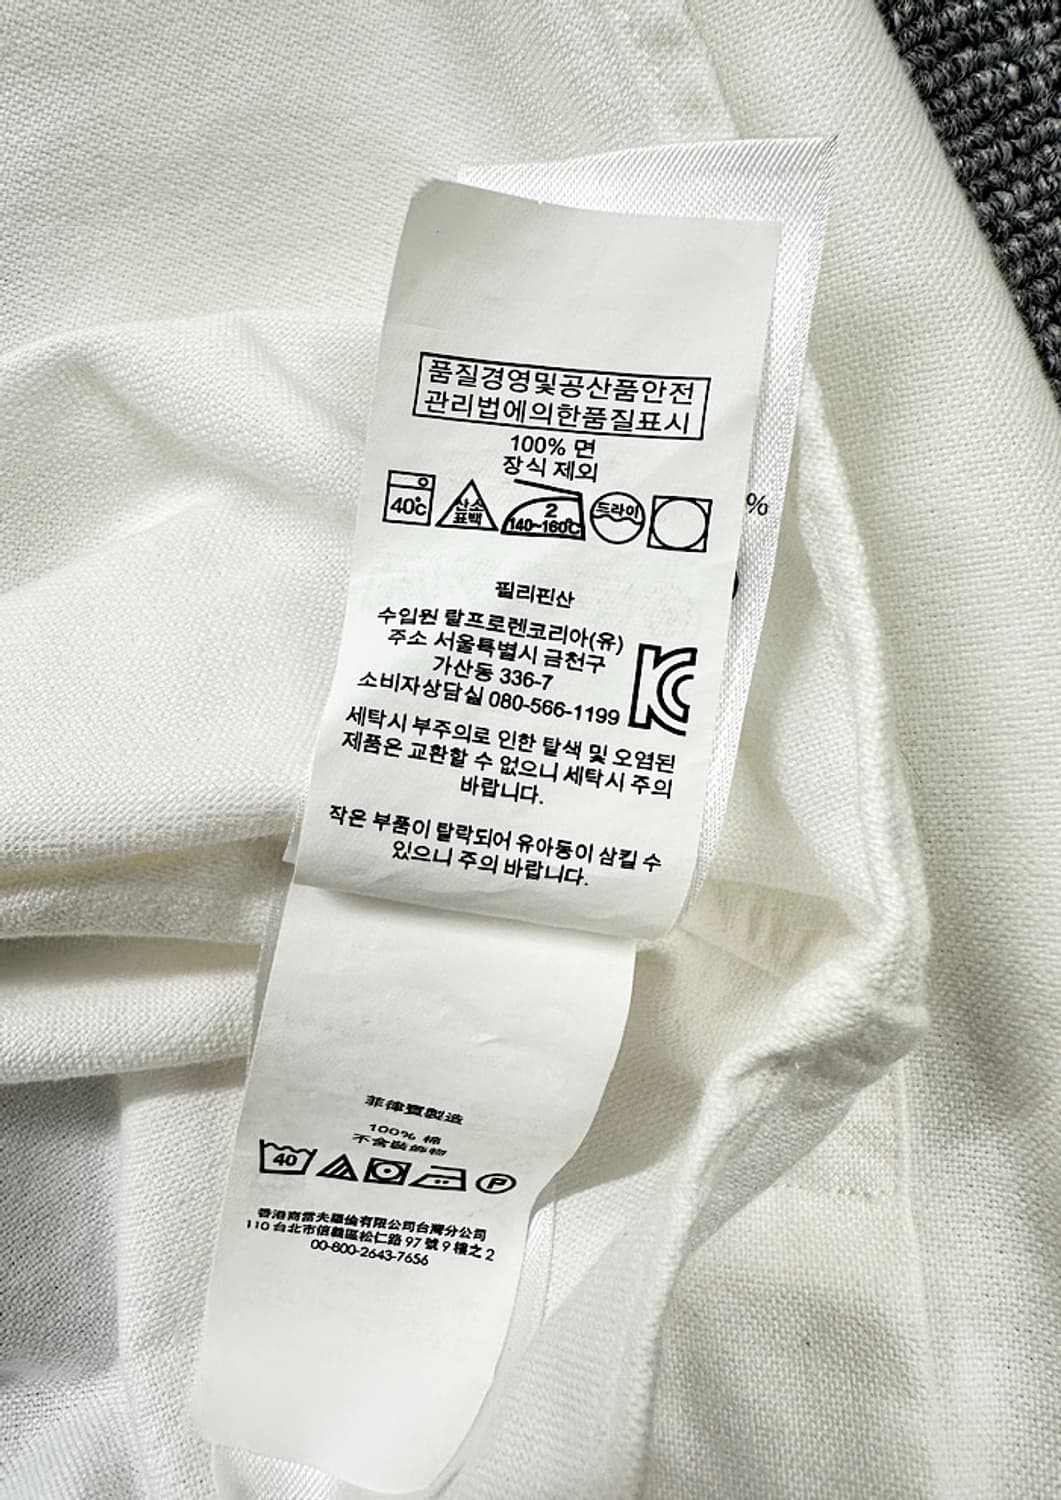 품질경영및공산품안전
관리법에의한품질표시
100% 면
장식 제외
40℃
산소
표백
2
140~160℃
드라이
%
필리핀산
수입원 랄프로렌코리아(유)
주소 서울특별시 금천구
가산동 336-7
소비자상담실 080-566-1199
세탁시 부주의로 인한 탈색 및 오염된
제품은 교환할 수 없으니 세탁시 주의
바랍니다.
작은 부품이 탈락되어 유아동이 삼킬 수
있으니 주의 바랍니다.
菲律賓製造
100% 棉
不含裝飾物
40
P
香港商雷夫羅倫有限公司台灣分公司
110 台北市信義區松仁路 97 號 9 樓之 2
00-800-2643-7656